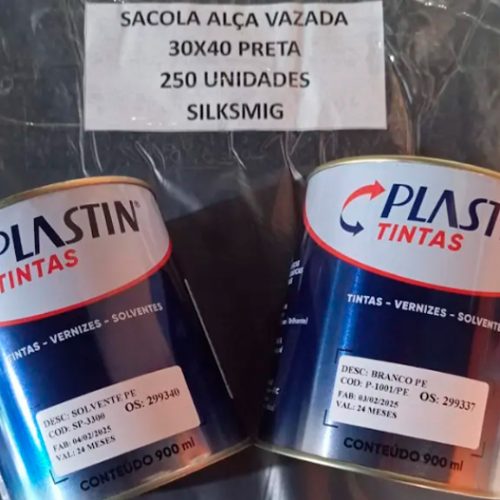 SACOLA ALÇA VAZADA
30X40 PRETA
250 UNIDADES
SILKSMIG
PLASTIN®
TINTAS
TINTAS - VERNIZES - SOLVENTES
DESC: SOLVENTE PE
COD: SP-3300 OS: 299340
FAB: 04/02/2025
VAL: 24 MESES
CONTEÚDO 900 ml
PLAST
TINTAS
TINTAS - VERNIZES - SOLVE
DESC: BRANCO PE
COD: P-1001/PE OS: 299337
FAB: 03/02/2025
VAL: 24 MESES
CONTEÚDO 900 ml